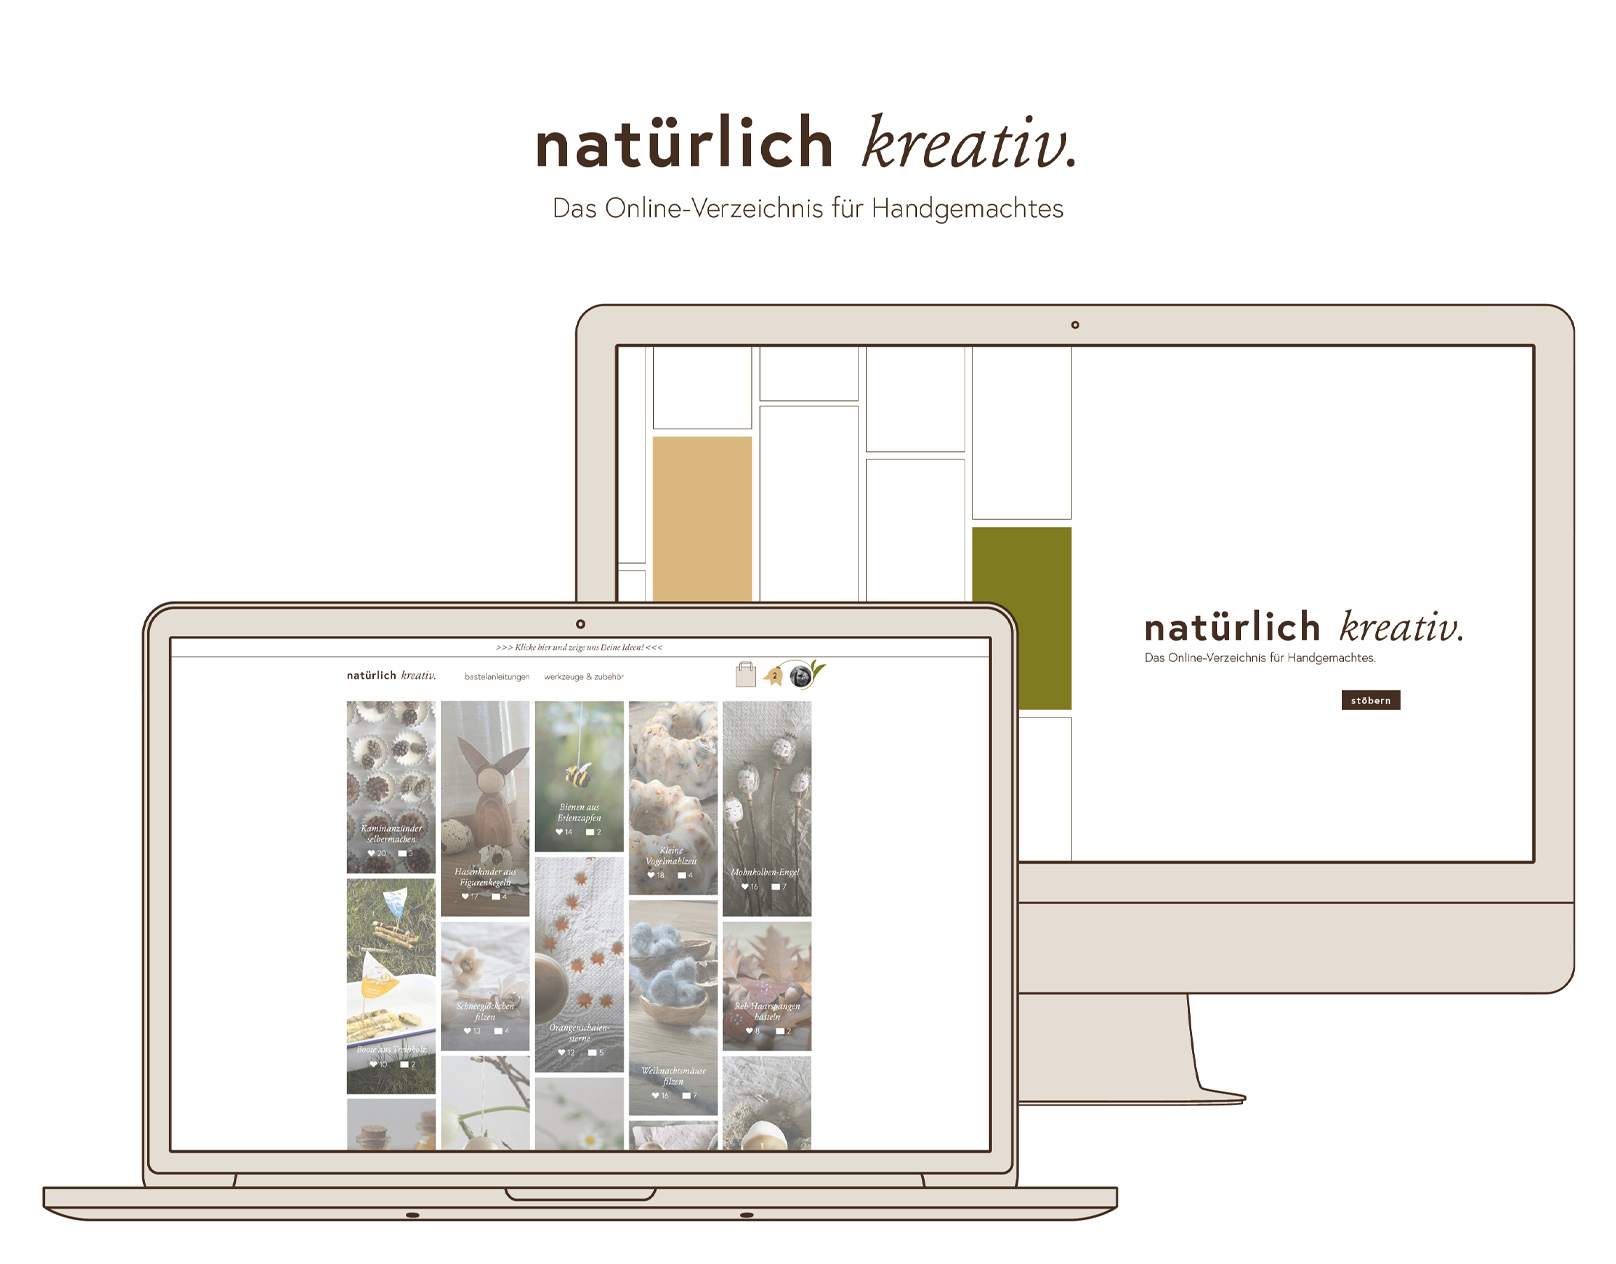 natürlich kreativ.
Das Online-Verzeichnis für Handgemachtes
natürlich kreativ.
Das Online-Verzeichnis für Handgemachtes.
stöbern
>>> Klicke hier und zeige uns Deine Ideen! <<<
natürlich kreativ. bastelanleitungen werkzeuge & zubehör
2
Kaminanzünder
selbermachen
20 3
Hasenkinder aus
Figurenkegeln
17 4
Bienen aus
Erlenzapfen
14 2
Kleine
Vogelmahlzeit
18 4
Mohnkolben-Engel
16 7
Boote aus Treibholz
10 2
Schneeglöckchen
filzen
13 4
Orangenschalen-
sterne
12 5
Weihnachtsmäuse
filzen
16 7
Reh-Haarspangen
basteln
8 2